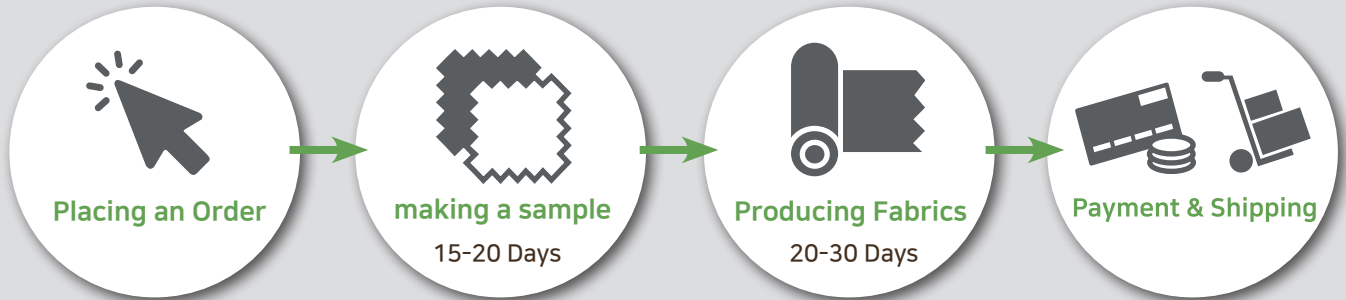 Placing an Order
making a sample
15-20 Days
Producing Fabrics
20-30 Days
Payment & Shipping